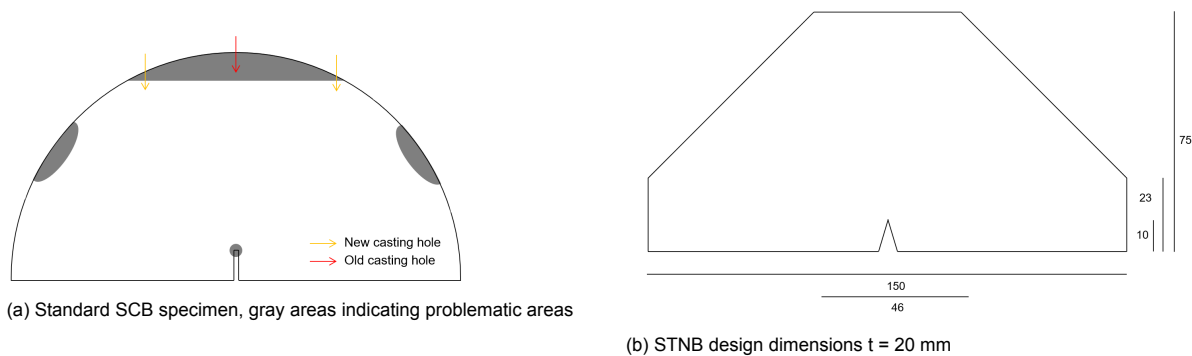 New casting hole
Old casting hole
(a) Standard SCB specimen, gray areas indicating problematic areas
75
23
10
150
46
(b) STNB design dimensions t = 20 mm